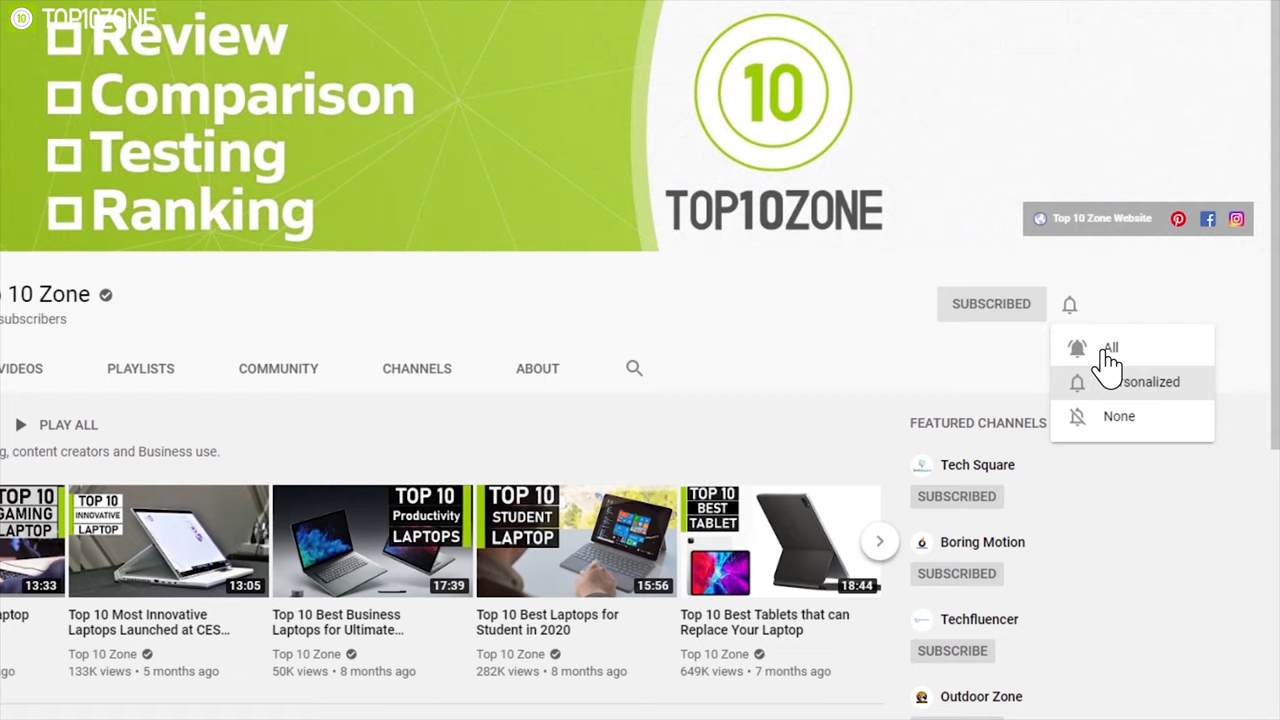 10 TOP10ZONE
Review
Comparison
Testing
Ranking
10
TOP10ZONE
Top 10 Zone Website
10 Zone
subscribers
SUBSCRIBED
All
rsonalized
None
VIDEOS
PLAYLISTS
COMMUNITY
CHANNELS
ABOUT
PLAY ALL
g, content creators and Business use.
TOP 10
GAMING
LAPTOP
13:33
aptop
go
TOP 10
INNOVATIVE
LAPTOP
13:05
Top 10 Most Innovative
Laptops Launched at CES...
Top 10 Zone
133K views • 5 months ago
TOP 10
Productivity
LAPTOPS
17:39
Top 10 Best Business
Laptops for Ultimate...
Top 10 Zone
50K views • 8 months ago
TOP 10
STUDENT
LAPTOP
15:56
Top 10 Best Laptops for
Student in 2020
Top 10 Zone
282K views • 8 months ago
TOP 10
BEST
TABLET
18:44
Top 10 Best Tablets that can
Replace Your Laptop
Top 10 Zone
649K views • 7 months ago
FEATURED CHANNELS
Tech Square
SUBSCRIBED
Boring Motion
SUBSCRIBED
Techfluencer
SUBSCRIBE
Outdoor Zone